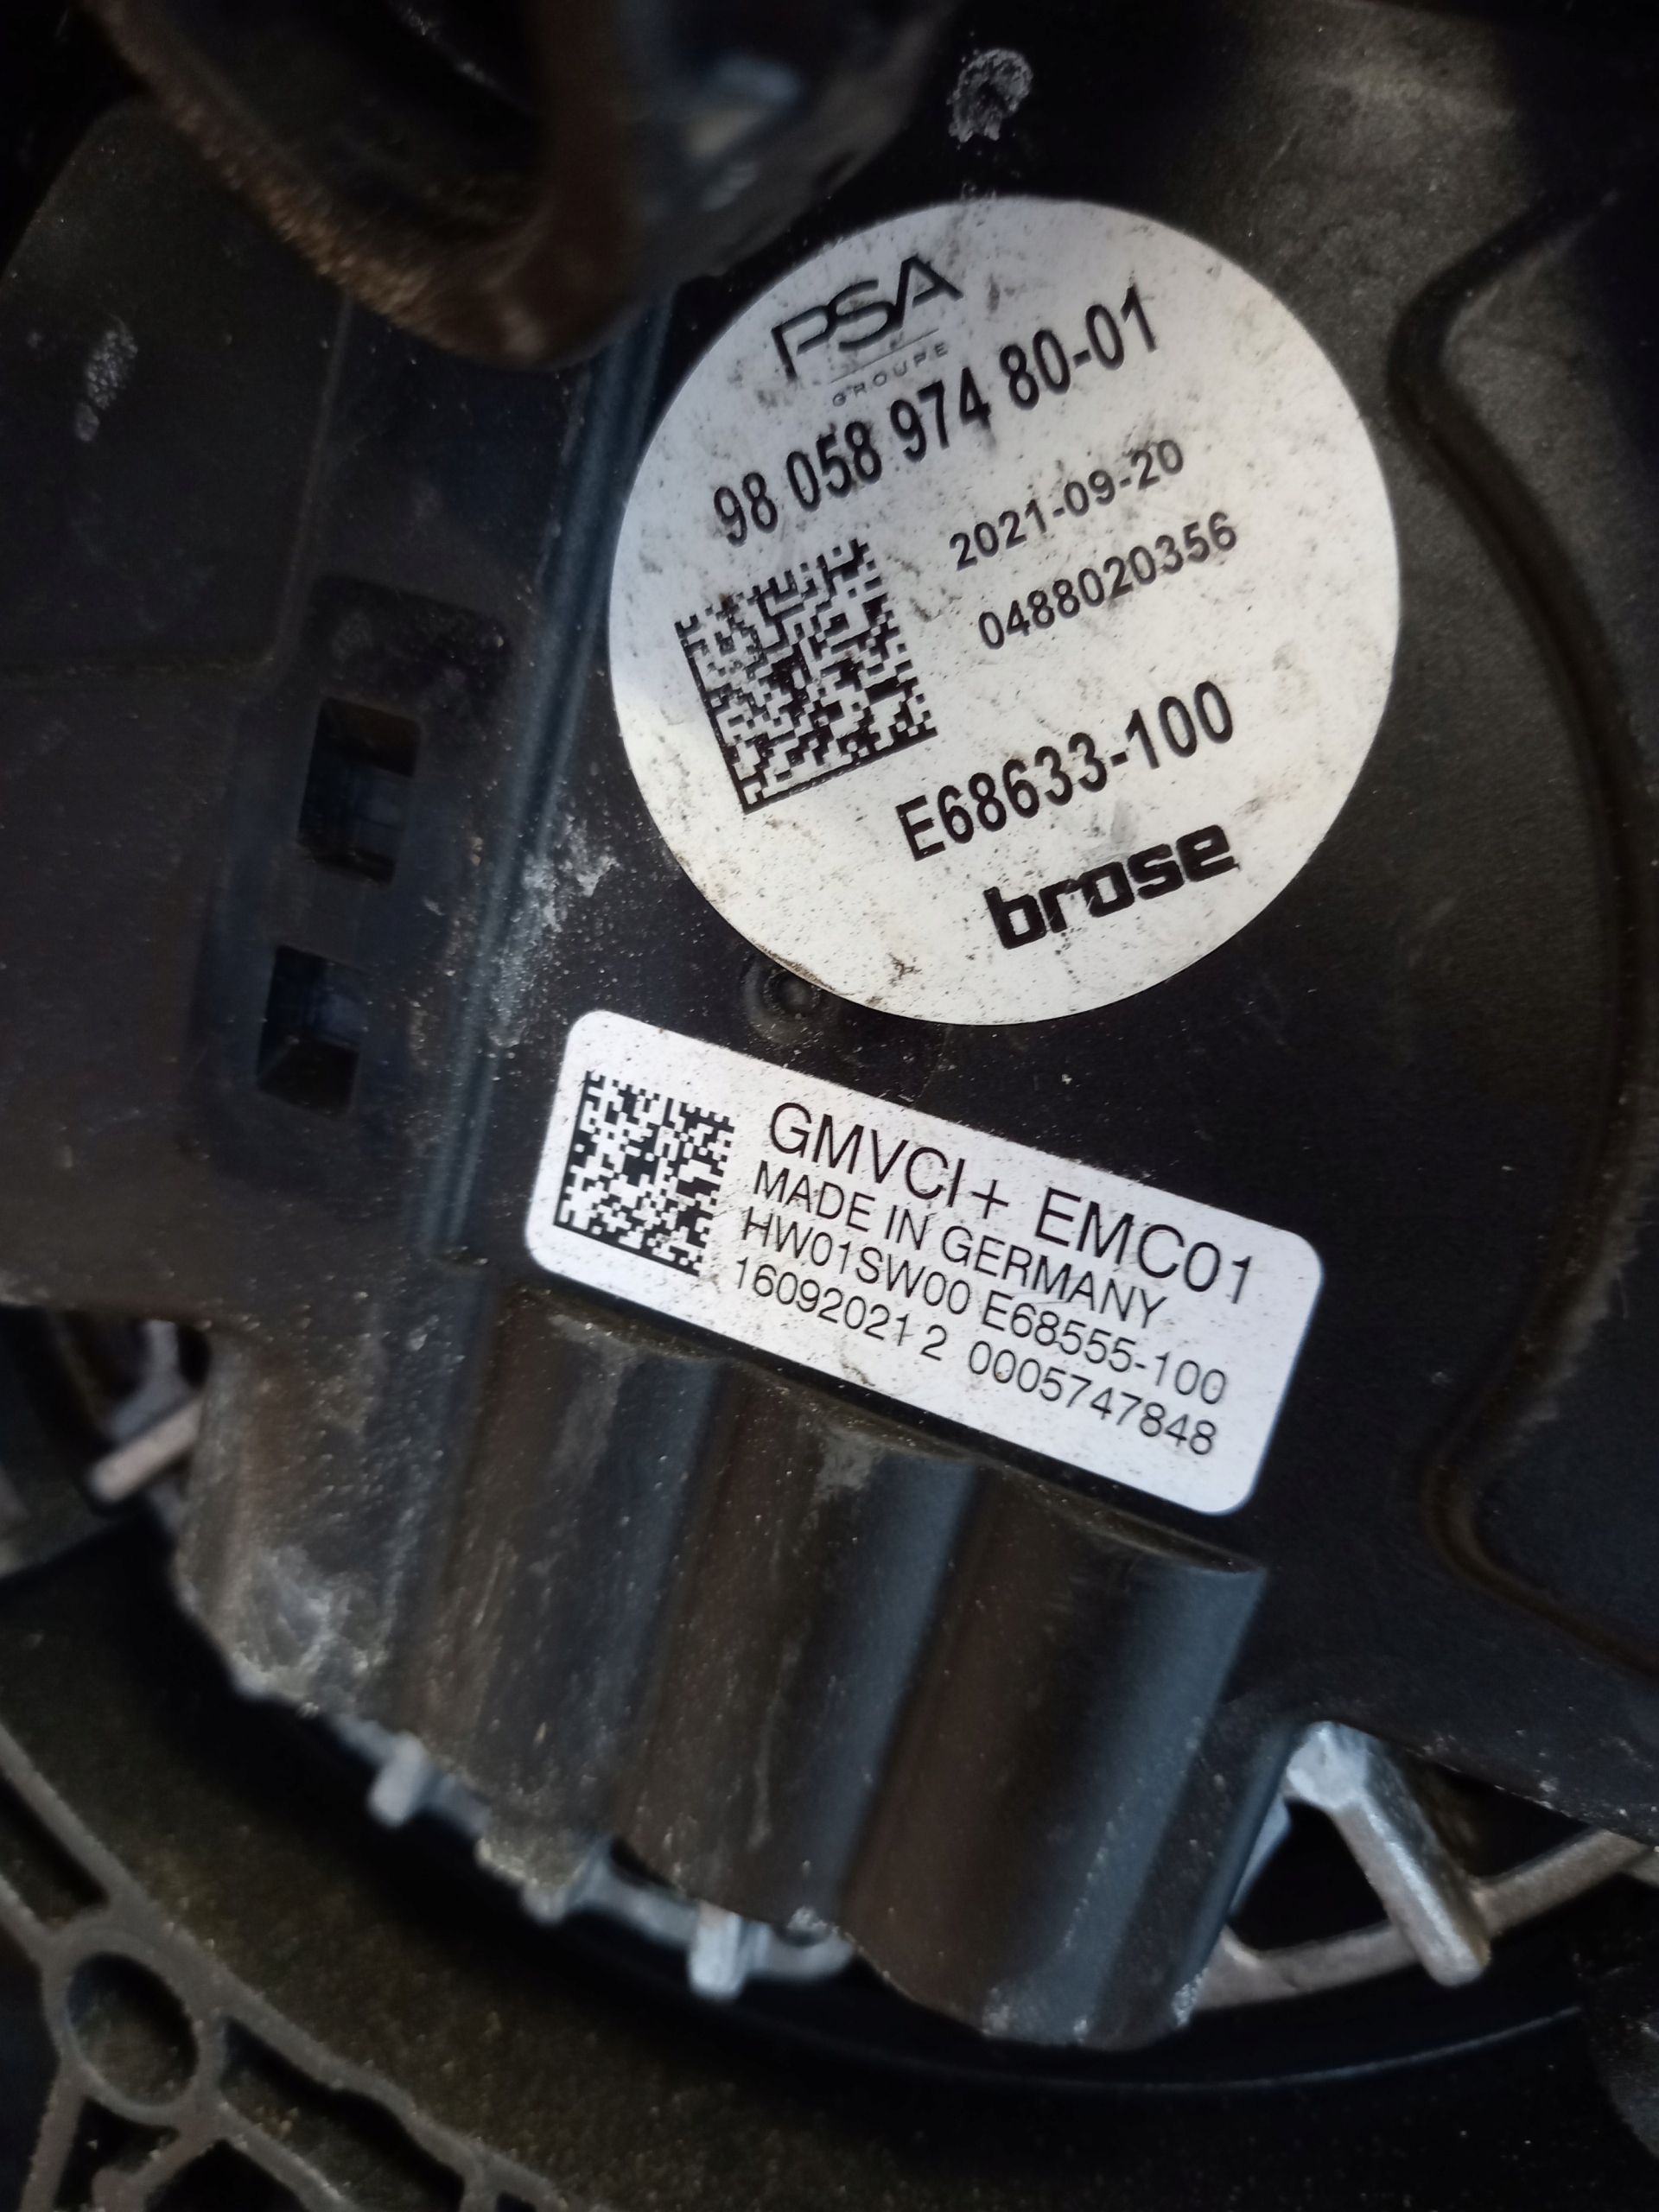 PSA
GROUPE
98 058 974 80-01
2021-09-20
0488020356
E68633-100
brose
GMVCI+ EMC01
MADE IN GERMANY
HW01SW00 E68555-100
16092021 2 0005747848